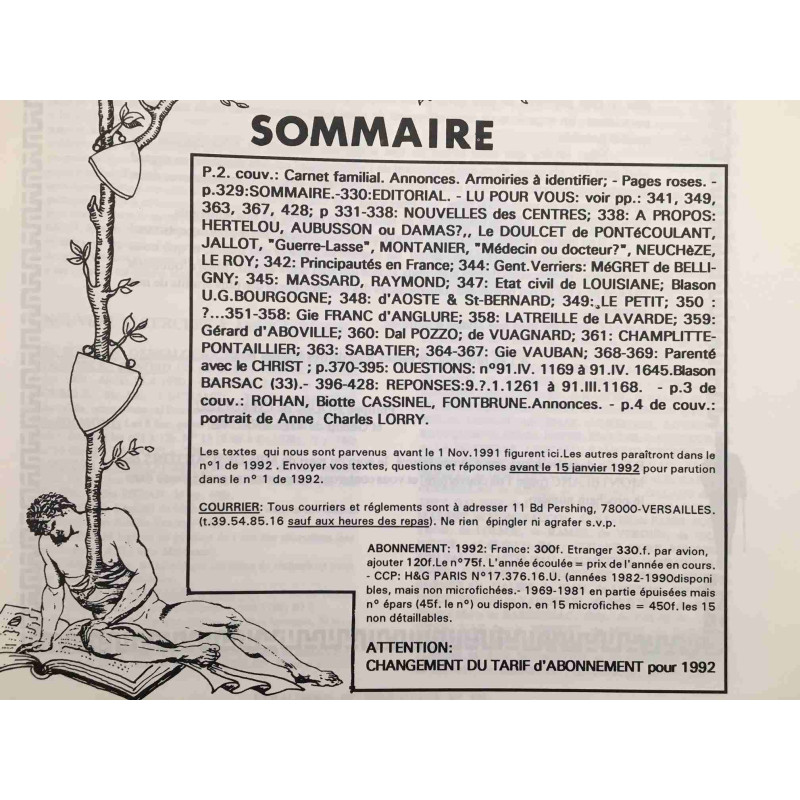 SOMMAIRE
P.2. couv.: Carnet familial. Annonces. Armoiries à identifier; - Pages roses. -
p.329:SOMMAIRE.-330:EDITORIAL. - LU POUR VOUS: voir pp.: 341, 349,
363, 367, 428; p 331-338: NOUVELLES des CENTRES; 338: A PROPOS:
HERTELOU, AUBUSSON ou DAMAS?,, Le DOULCET de PONTéCOULANT,
JALLOT, "Guerre-Lasse", MONTANIER, "Médecin ou docteur?", NEUCHèZE,
LE ROY; 342: Principautés en France; 344: Gent.Verriers: MéGRET de BELLI-
GNY; 345: MASSARD, RAYMOND; 347: Etat civil de LOUISIANE; Blason
U.G.BOURGOGNE; 348: d'AOSTE & St-BERNARD; 349: LE PETIT; 350 :
?...351-358: Gie FRANC d'ANGLURE; 358: LATREILLE de LAVARDE; 359:
Gérard d'ABOVILLE; 360: Dal POZZO; de VUAGNARD; 361: CHAMPLITTE-
PONTAILLIER; 363: SABATIER; 364-367: Gie VAUBAN; 368-369: Parenté
avec le CHRIST ; p.370-395: QUESTIONS: n°91.IV. 1169 à 91.IV. 1645.Blason
BARSAC (33).- 396-428: REPONSES:9.?.1.1261 à 91.III.1168. - p.3 de
couv.: ROHAN, Biotte CASSINEL, FONTBRUNE.Annonces. - p.4 de couv.:
portrait de Anne Charles LORRY.
Les textes qui nous sont parvenus avant le 1 Nov.1991 figurent ici.Les autres paraîtront dans le
n°1 de 1992 . Envoyer vos textes, questions et réponses avant le 15 janvier 1992 pour parution
dans le n° 1 de 1992.
COURRIER: Tous courriers et réglements sont à adresser 11 Bd Pershing, 78000-VERSAILLES.
(t.39.54.85.16 sauf aux heures des repas). Ne rien épingler ni agrafer s.v.p.
ABONNEMENT: 1992: France: 300f. Etranger 330.f. par avion,
ajouter 120f.Le n°75f. L'année écoulée = prix de l'année en cours.
- CCP: H&G PARIS N°17.376.16.U. (années 1982-1990disponi
bles, mais non microfichées.- 1969-1981 en partie épuisées mais
n° épars (45f. le n°) ou dispon. en 15 microfiches = 450f. les 15
non détaillables.
ATTENTION:
CHANGEMENT DU TARIF d'ABONNEMENT pour 1992